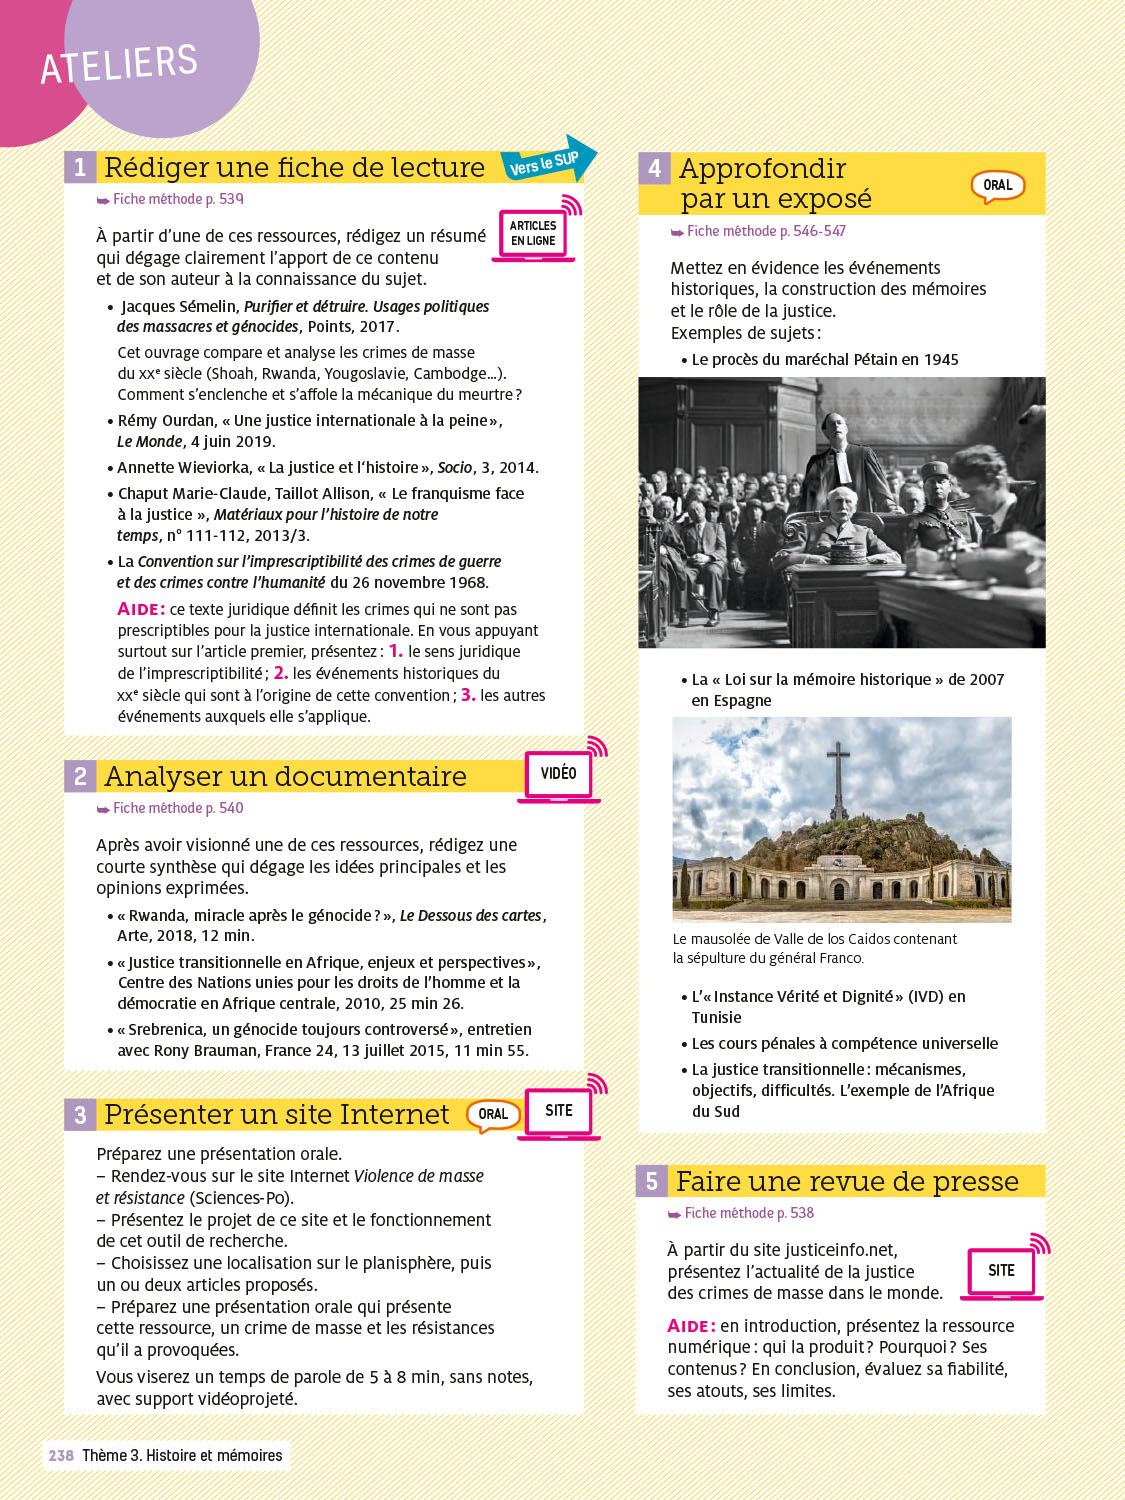 ATELIERS
1 Rédiger une fiche de lecture
Vers le SUP
➥ Fiche méthode p. 539
ARTICLES
EN LIGNE
À partir d'une de ces ressources, rédigez un résumé
qui dégage clairement l'apport de ce contenu
et de son auteur à la connaissance du sujet.
• Jacques Sémelin, Purifier et détruire. Usages politiques
des massacres et génocides, Points, 2017.
Cet ouvrage compare et analyse les crimes de masse
du XXe siècle (Shoah, Rwanda, Yougoslavie, Cambodge…).
Comment s'enclenche et s'affole la mécanique du meurtre ?
• Rémy Ourdan, « Une justice internationale à la peine »,
Le Monde, 4 juin 2019.
• Annette Wieviorka, « La justice et l'histoire », Socio, 3, 2014.
• Chaput Marie-Claude, Taillot Allison, « Le franquisme face
à la justice », Matériaux pour l'histoire de notre
temps, n° 111-112, 2013/3.
• La Convention sur l'imprescriptibilité des crimes de guerre
et des crimes contre l'humanité du 26 novembre 1968.
AIDE : ce texte juridique définit les crimes qui ne sont pas
prescriptibles pour la justice internationale. En vous appuyant
surtout sur l'article premier, présentez : 1. le sens juridique
de l'imprescriptibilité ; 2. les événements historiques du
XXe siècle qui sont à l'origine de cette convention ; 3. les autres
événements auxquels elle s'applique.
2 Analyser un documentaire
VIDÉO
➥ Fiche méthode p. 540
Après avoir visionné une de ces ressources, rédigez une
courte synthèse qui dégage les idées principales et les
opinions exprimées.
• « Rwanda, miracle après le génocide ? », Le Dessous des cartes,
Arte, 2018, 12 min.
• « Justice transitionnelle en Afrique, enjeux et perspectives »,
Centre des Nations unies pour les droits de l'homme et la
démocratie en Afrique centrale, 2010, 25 min 26.
• « Srebrenica, un génocide toujours controversé », entretien
avec Rony Brauman, France 24, 13 juillet 2015, 11 min 55.
3 Présenter un site Internet
ORAL
SITE
Préparez une présentation orale.
– Rendez-vous sur le site Internet Violence de masse
et résistance (Sciences-Po).
– Présentez le projet de ce site et le fonctionnement
de cet outil de recherche.
– Choisissez une localisation sur le planisphère, puis
un ou deux articles proposés.
– Préparez une présentation orale qui présente
cette ressource, un crime de masse et les résistances
qu'il a provoquées.
Vous viserez un temps de parole de 5 à 8 min, sans notes,
avec support vidéoprojeté.
4 Approfondir
par un exposé
ORAL
➥ Fiche méthode p. 546-547
Mettez en évidence les événements
historiques, la construction des mémoires
et le rôle de la justice.
Exemples de sujets :
• Le procès du maréchal Pétain en 1945
• La « Loi sur la mémoire historique » de 2007
en Espagne
Le mausolée de Valle de los Caidos contenant
la sépulture du général Franco.
• L'« Instance Vérité et Dignité » (IVD) en
Tunisie
• Les cours pénales à compétence universelle
• La justice transitionnelle : mécanismes,
objectifs, difficultés. L'exemple de l'Afrique
du Sud
5 Faire une revue de presse
➥ Fiche méthode p. 538
SITE
À partir du site justiceinfo.net,
présentez l'actualité de la justice
des crimes de masse dans le monde.
AIDE : en introduction, présentez la ressource
numérique : qui la produit ? Pourquoi ? Ses
contenus ? En conclusion, évaluez sa fiabilité,
ses atouts, ses limites.
238 Thème 3. Histoire et mémoires